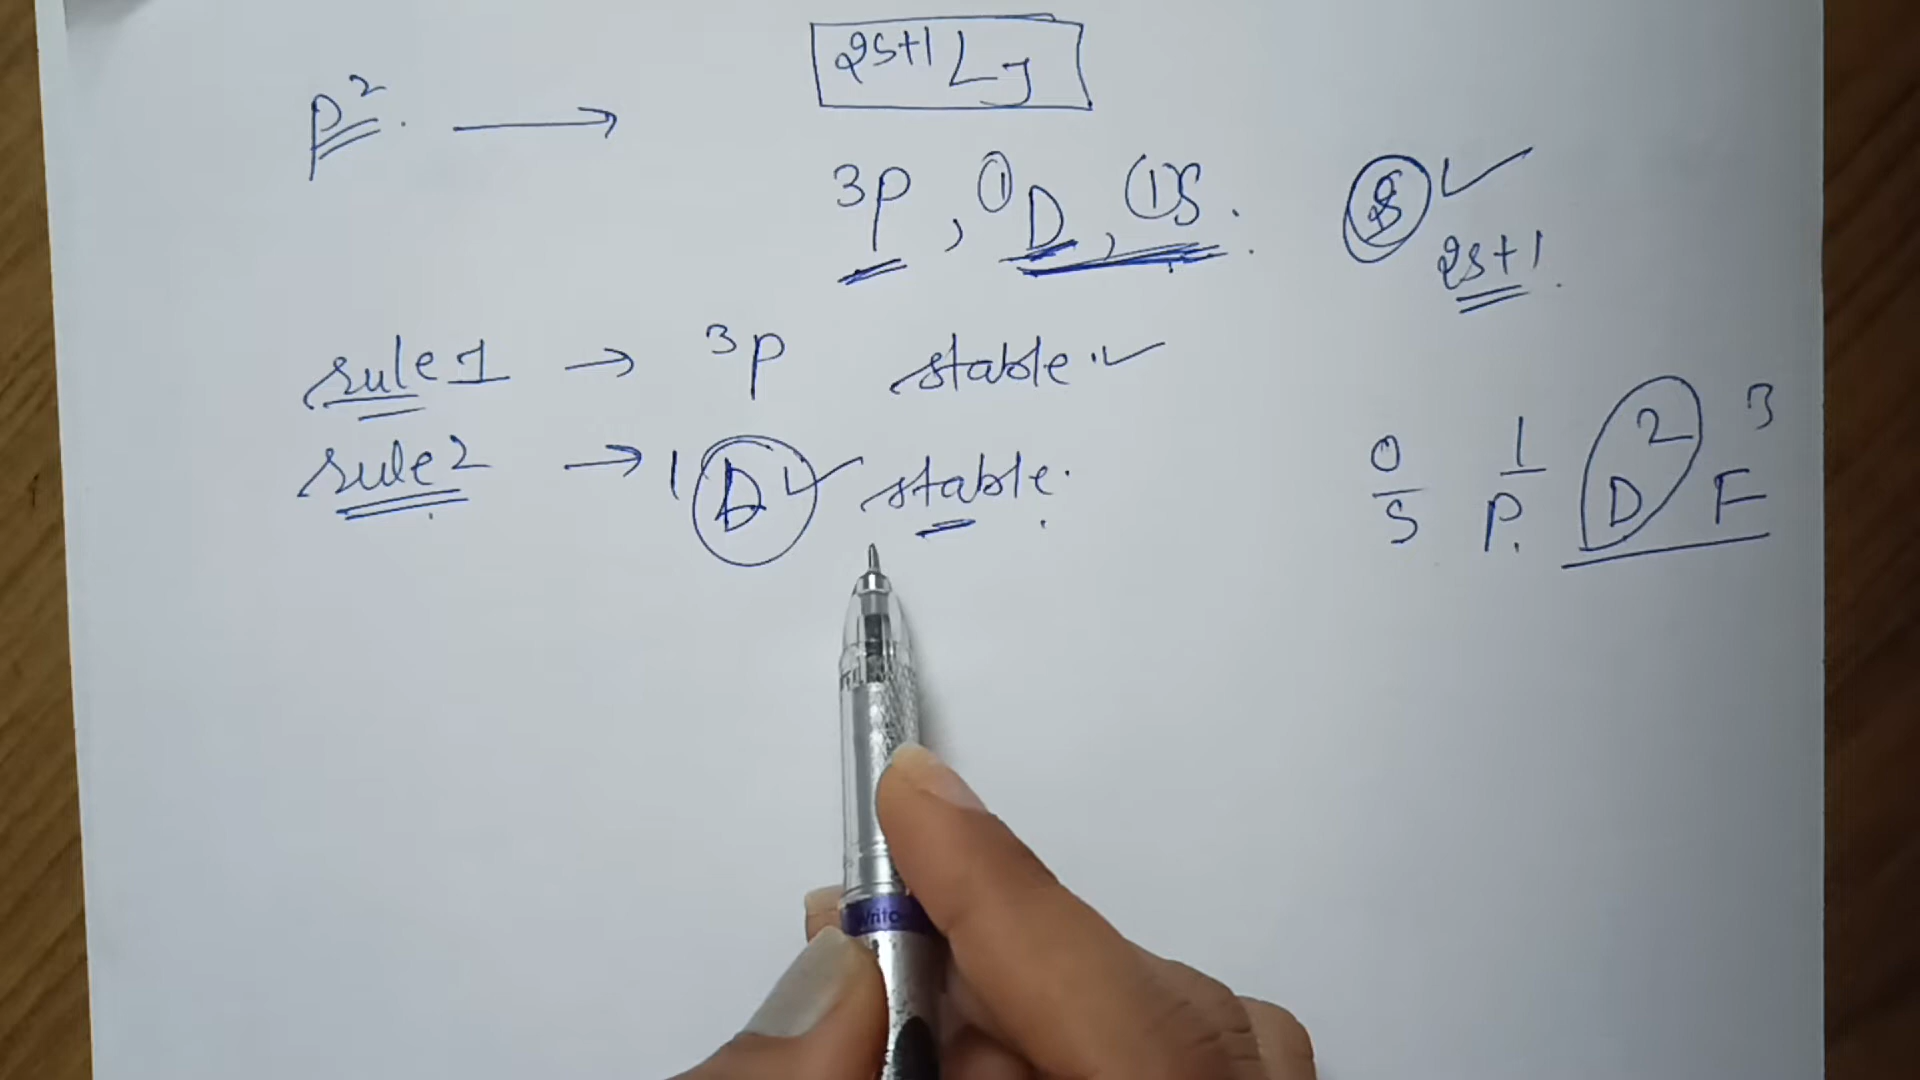 2S+1 L J
p² . →
³P , ¹D , ¹S .
S ✓
2S+1 .
rule 1 → ³P stable. ✓
rule 2 → ¹D ✓ stable.
0 1 2 3
S P. D F
Writo